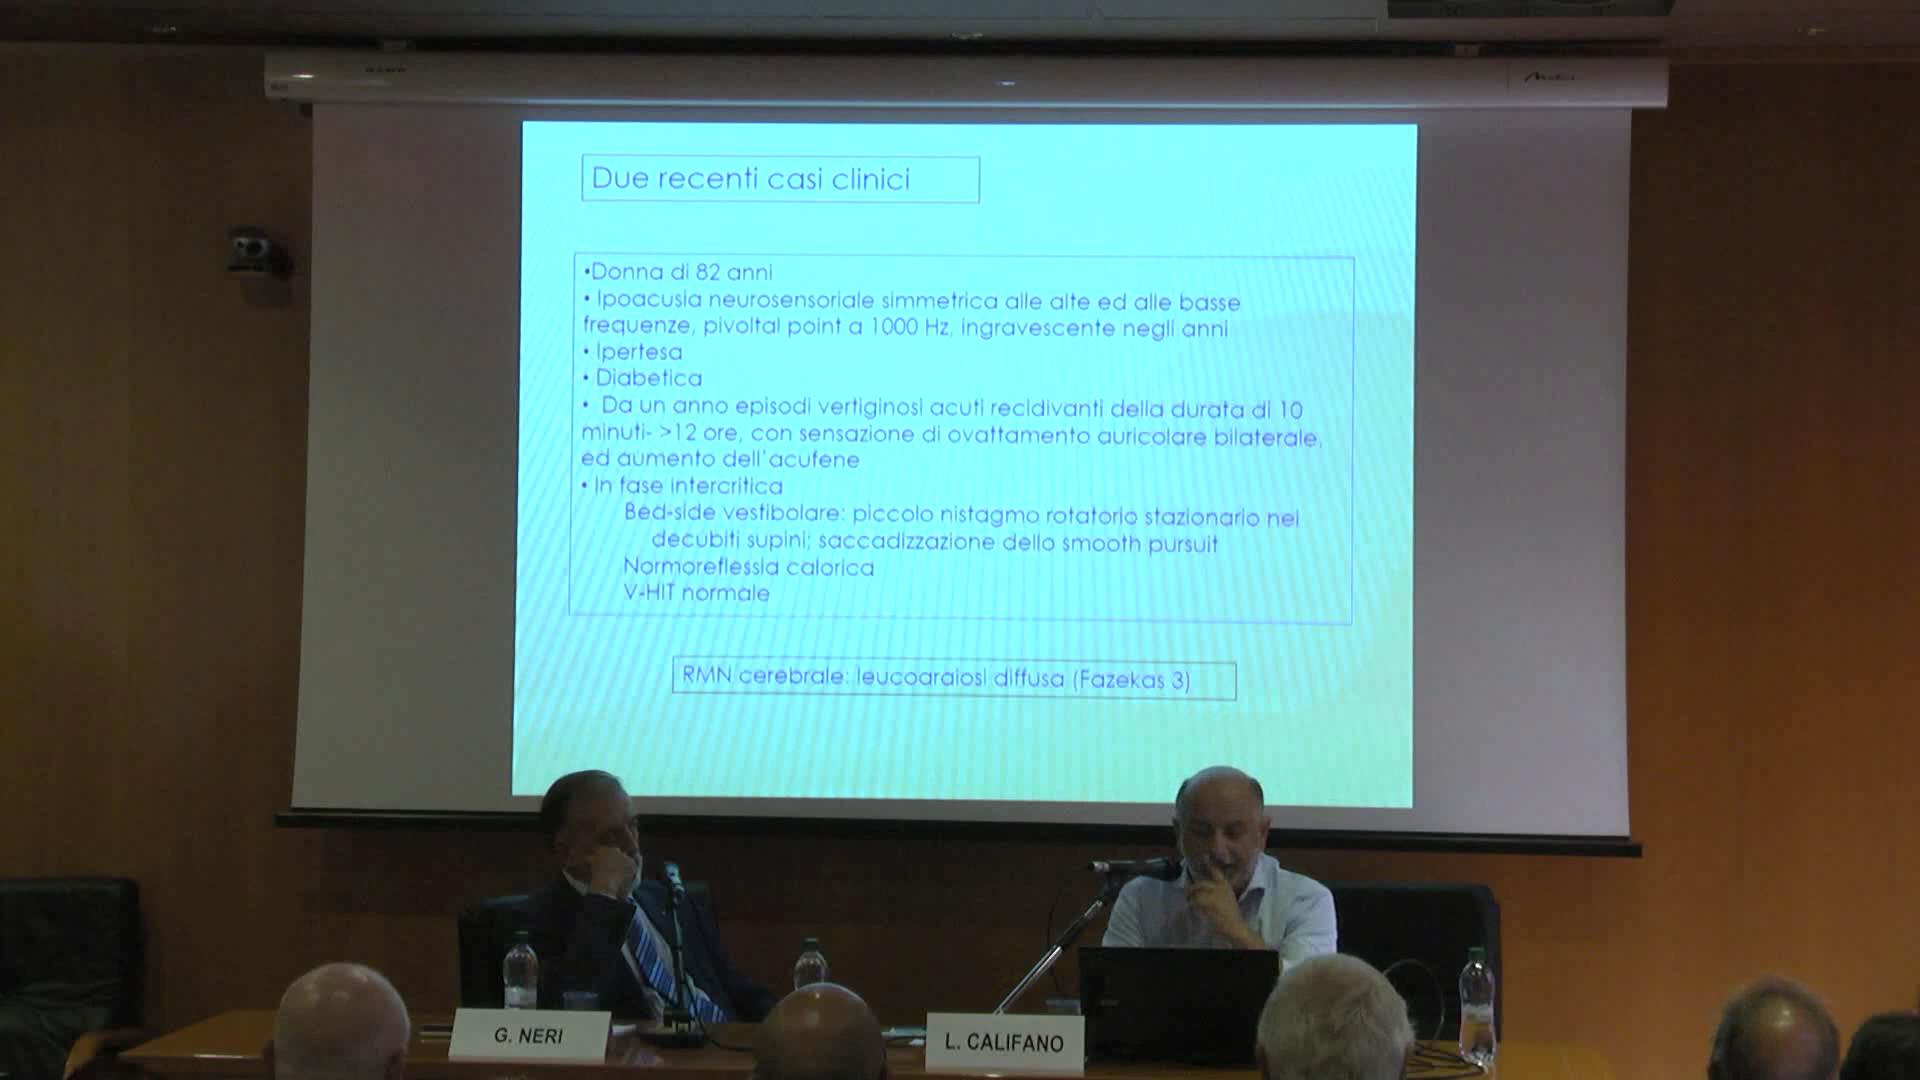 Due recenti casi clinici
•Donna di 82 anni
• Ipoacusia neurosensoriale simmetrica alle alte ed alle basse
frequenze, pivoltal point a 1000 Hz, ingravescente negli anni
• Ipertesa
• Diabetica
• Da un anno episodi vertiginosi acuti recidivanti della durata di 10
minuti- >12 ore, con sensazione di ovattamento auricolare bilaterale,
ed aumento dell'acufene
• In fase intercritica
Bed-side vestibolare: piccolo nistagmo rotatorio stazionario nei
decubiti supini; saccadizzazione dello smooth pursuit
Normoreflessia calorica
V-HIT normale
RMN cerebrale: leucoaraiosi diffusa (Fazekas 3)
G. NERI
L. CALIFANO